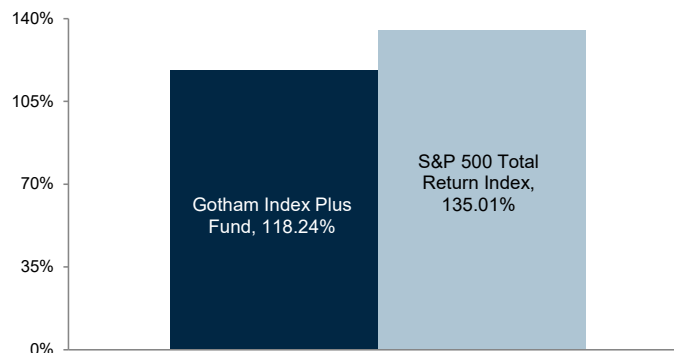 140%
105%
70%
35%
0%
Gotham Index Plus
Fund, 118.24%
S&P 500 Total
Return Index,
135.01%